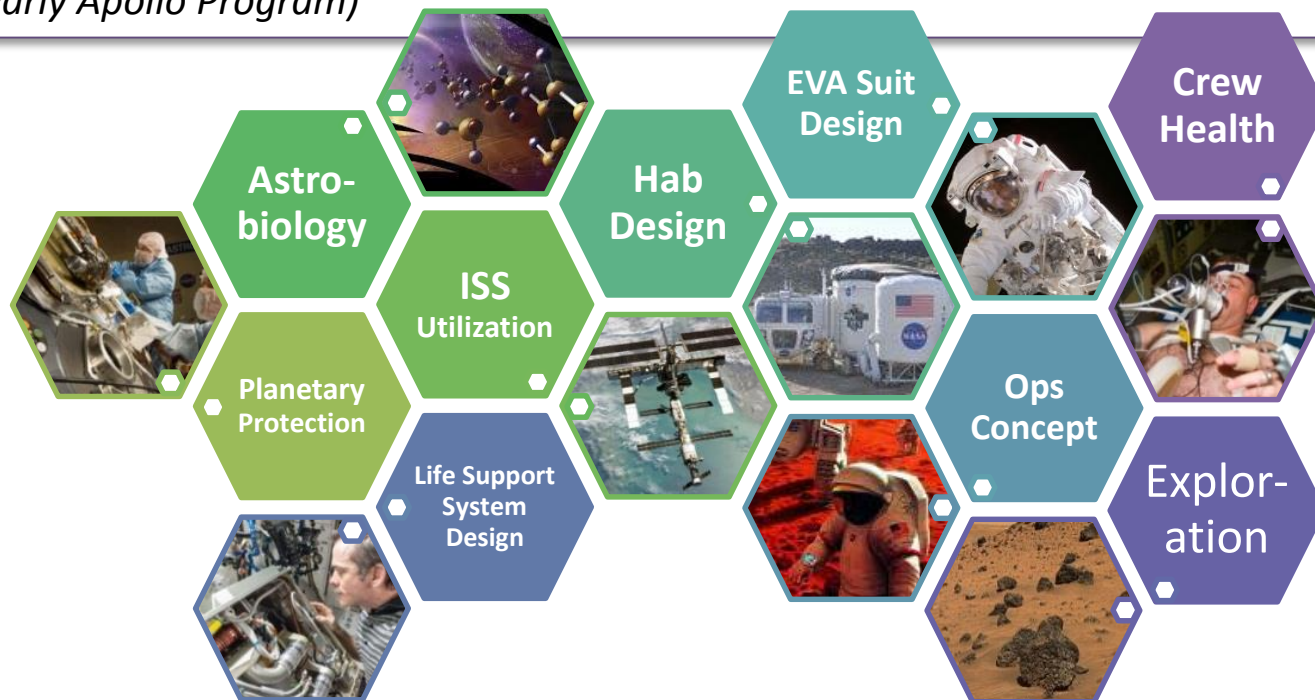 arly Apollo Program)
EVA Suit
Design
Crew
Health
Astro-
biology
Hab
Design
ISS
Utilization
Planetary
Protection
Ops
Concept
Life Support
System
Design
Explor-
ation
NASA